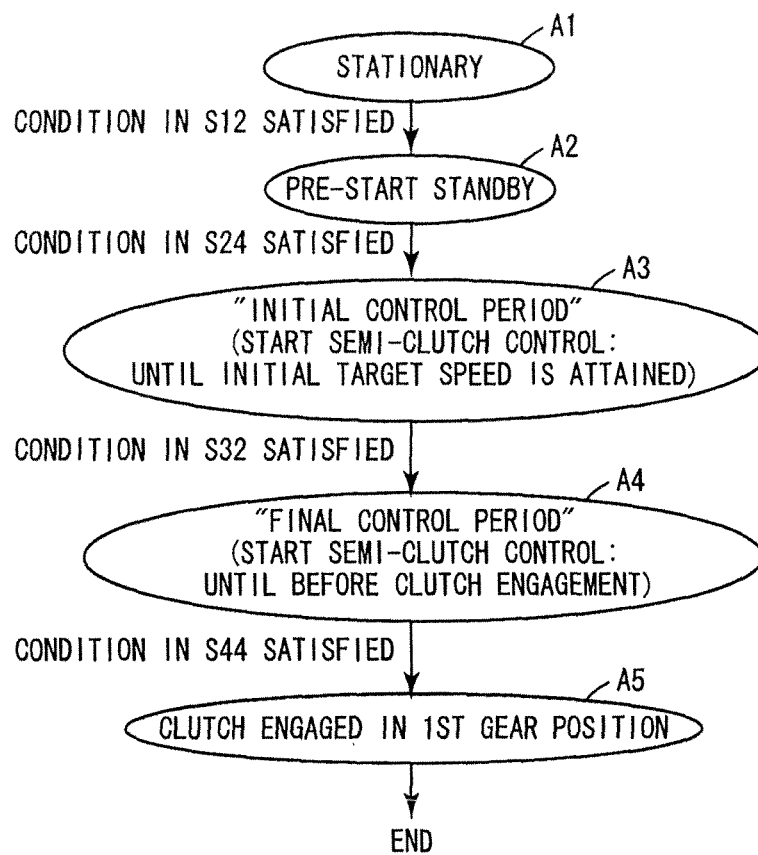 A1
STATIONARY
CONDITION IN S12 SATISFIED
A2
PRE-START STANDBY
CONDITION IN S24 SATISFIED
A3
"INITIAL CONTROL PERIOD"
(START SEMI-CLUTCH CONTROL:
UNTIL INITIAL TARGET SPEED IS ATTAINED)
CONDITION IN S32 SATISFIED
A4
"FINAL CONTROL PERIOD"
(START SEMI-CLUTCH CONTROL:
UNTIL BEFORE CLUTCH ENGAGEMENT)
CONDITION IN S44 SATISFIED
A5
CLUTCH ENGAGED IN 1ST GEAR POSITION
END